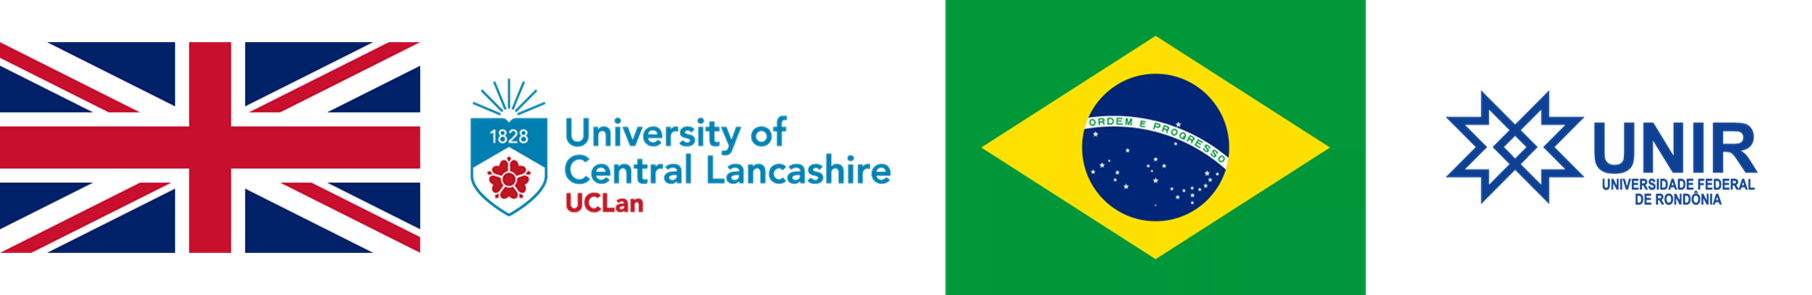 1828
University of
Central Lancashire
UCLan
ORDEM E PROGRESSO
UNIR
UNIVERSIDADE FEDERAL
DE RONDÔNIA